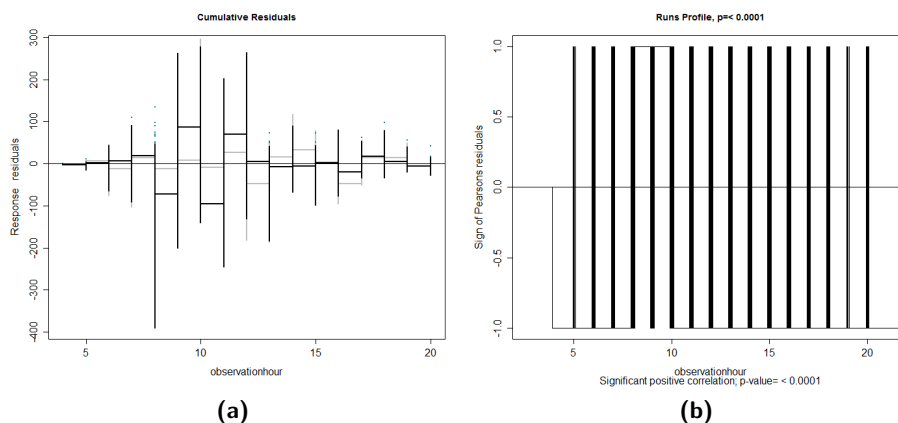 Cumulative Residuals
Response residuals
300
200
100
0
-100
-200
-300
-400
5
10
15
20
observationhour
(a)
Runs Profile, p=< 0.0001
Sign of Pearsons residuals
1.0
0.5
0.0
-0.5
-1.0
5
10
15
20
observationhour
Significant positive correlation; p-value= < 0.0001
(b)